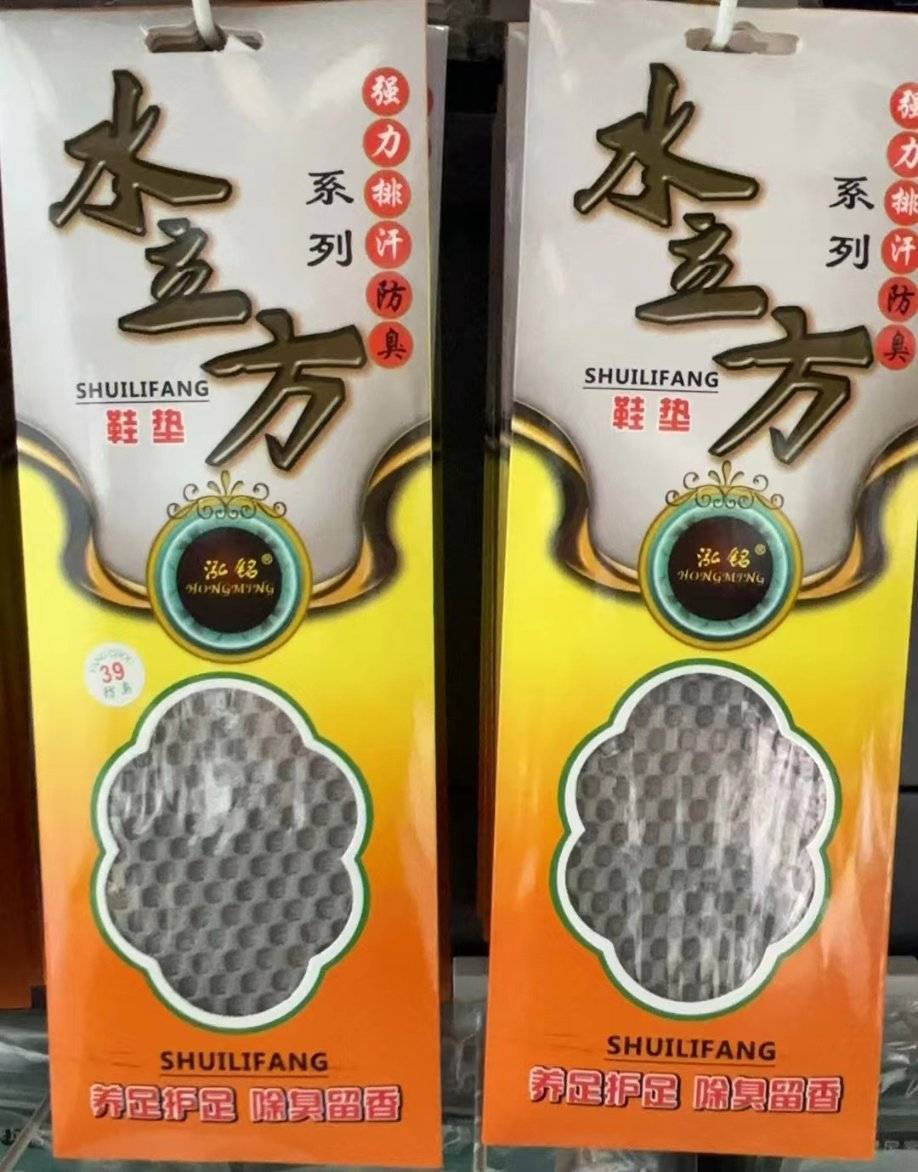 水立方
系列
强力排汗防臭
SHUILIFANG
鞋垫
泓铭®
HONGMING
39
防臭
SHUILIFANG
养足护足 除臭留香
水立方
系列
强力排汗防臭
SHUILIFANG
鞋垫
泓铭®
HONGMING
SHUILIFANG
养足护足 除臭留香